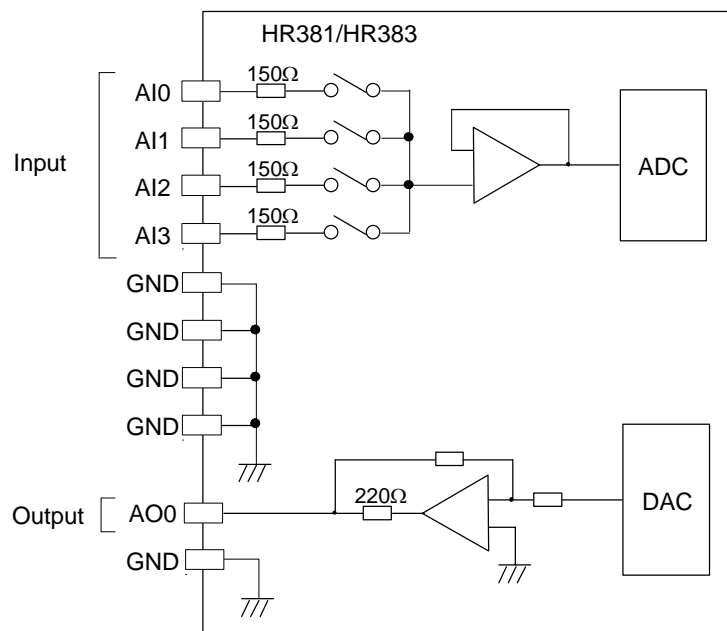 HR381/HR383
Input
AI0
150Ω
AI1
150Ω
AI2
150Ω
AI3
150Ω
ADC
GND
GND
GND
GND
Output
AO0
220Ω
DAC
GND